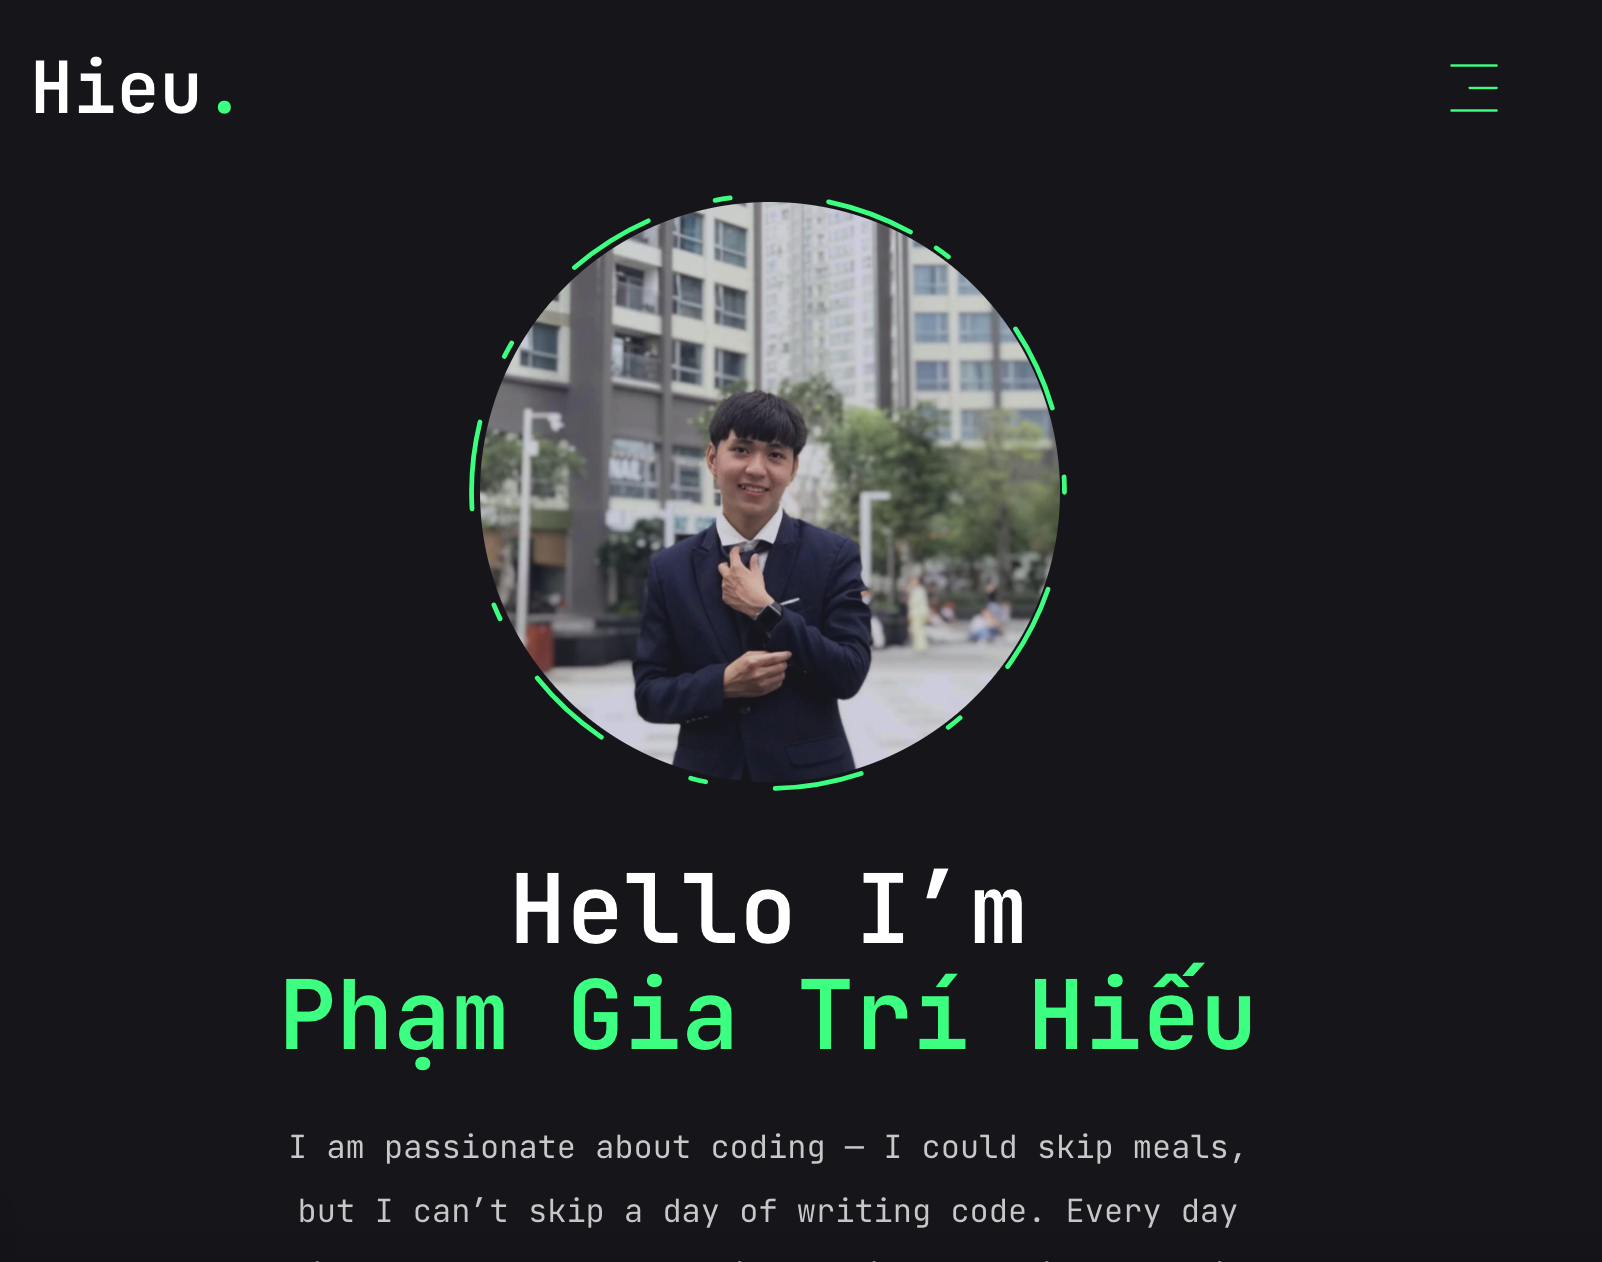 Hieu.
NAIL
Hello I’m
Phạm Gia Trí Hiếu
I am passionate about coding — I could skip meals,
but I can’t skip a day of writing code. Every day